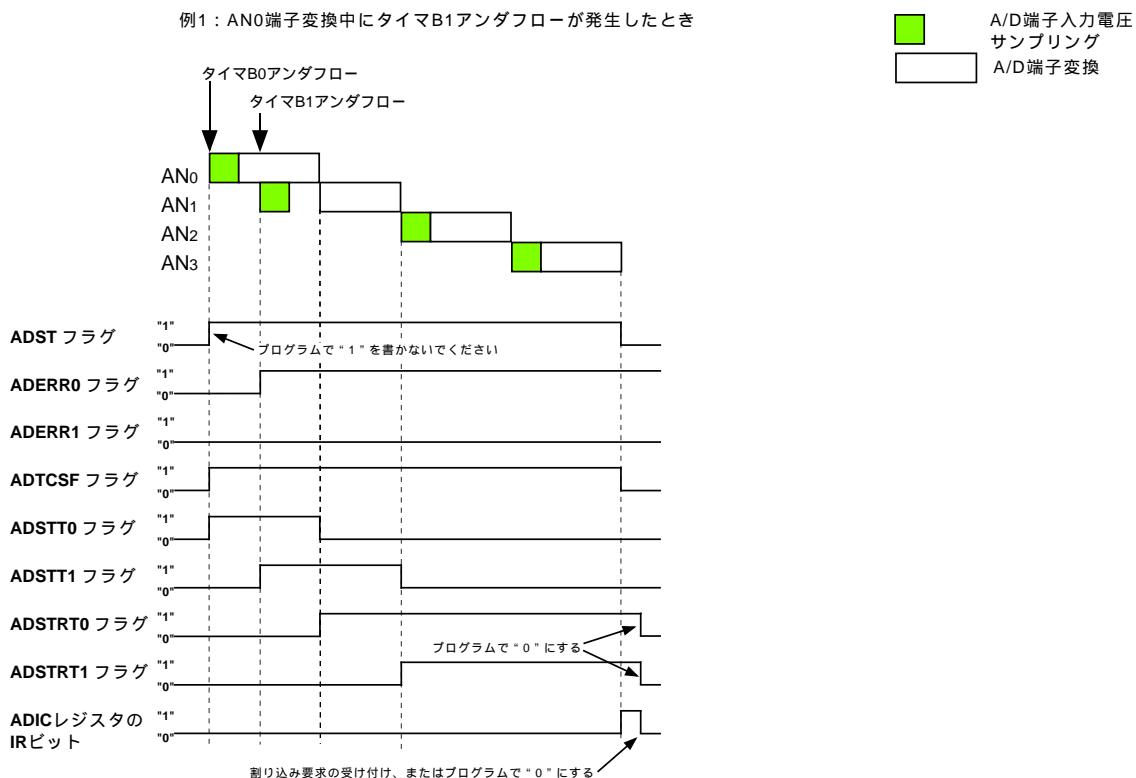 例1：AN0端子変換中にタイマB1アンダフローが発生したとき
A/D端子入力電圧
サンプリング
A/D端子変換
タイマB0アンダフロー
タイマB1アンダフロー
AN0
AN1
AN2
AN3
ADST フラグ
"1"
"0"
プログラムで“1”を書かないでください
ADERR0 フラグ
"1"
"0"
ADERR1 フラグ
"1"
"0"
ADTCSF フラグ
"1"
"0"
ADSTT0 フラグ
"1"
"0"
ADSTT1 フラグ
"1"
"0"
ADSTRT0 フラグ
"1"
"0"
プログラムで“0”にする
ADSTRT1 フラグ
"1"
"0"
ADICレジスタの
IRビット
"1"
"0"
割り込み要求の受け付け、またはプログラムで“0”にする